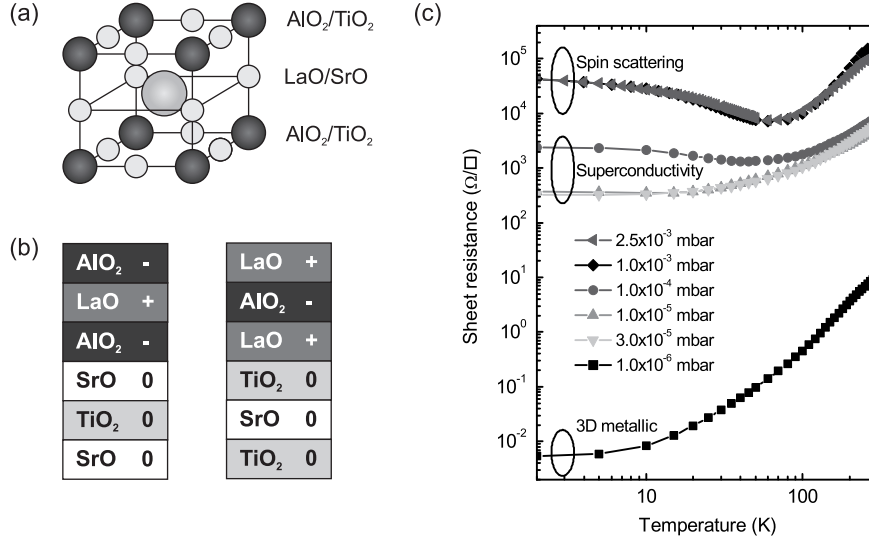 (a)
AlO₂/TiO₂
LaO/SrO
AlO₂/TiO₂
(b)
AlO₂ -
LaO +
AlO₂ -
SrO 0
TiO₂ 0
SrO 0
LaO +
AlO₂ -
LaO +
TiO₂ 0
SrO 0
TiO₂ 0
(c)
Sheet resistance (Ω/□)
10⁵
10⁴
10³
10²
10¹
10⁰
10⁻¹
10⁻²
Spin scattering
Superconductivity
2.5x10⁻³ mbar
1.0x10⁻³ mbar
1.0x10⁻⁴ mbar
1.0x10⁻⁵ mbar
3.0x10⁻⁵ mbar
1.0x10⁻⁶ mbar
3D metallic
10
100
Temperature (K)